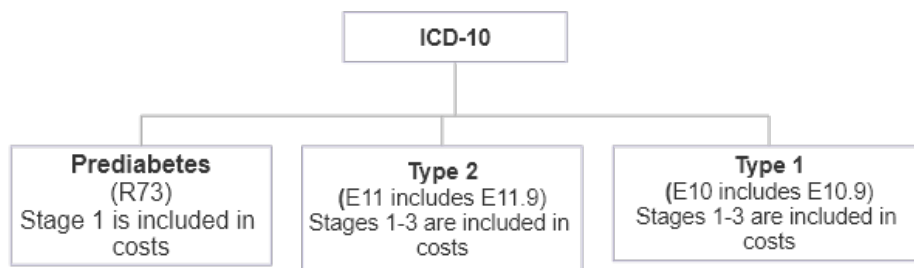 ICD-10
Prediabetes
(R73)
Stage 1 is included in
costs
Type 2
(E11 includes E11.9)
Stages 1-3 are included in
costs
Type 1
(E10 includes E10.9)
Stages 1-3 are included in
costs